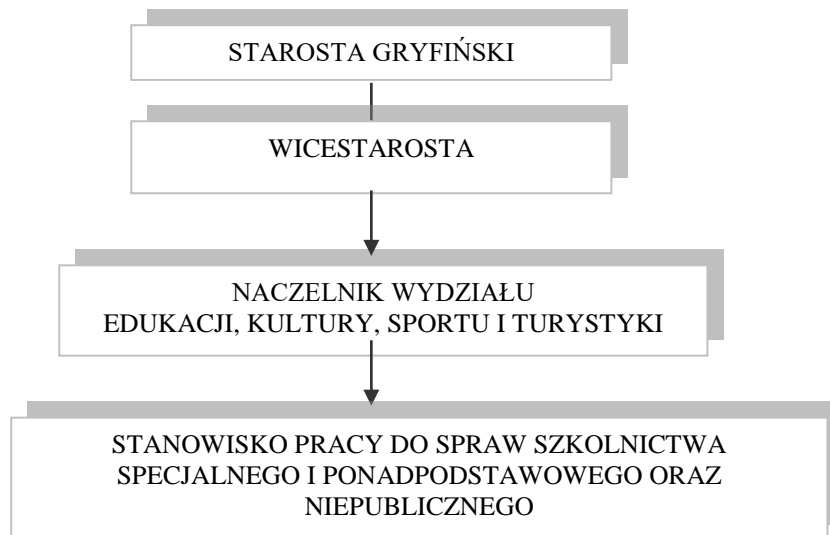 STAROSTA GRYFIŃSKI
WICESTAROSTA
NACZELNIK WYDZIAŁU
EDUKACJI, KULTURY, SPORTU I TURYSTYKI
STANOWISKO PRACY DO SPRAW SZKOLNICTWA
SPECJALNEGO I PONADPODSTAWOWEGO ORAZ
NIEPUBLICZNEGO